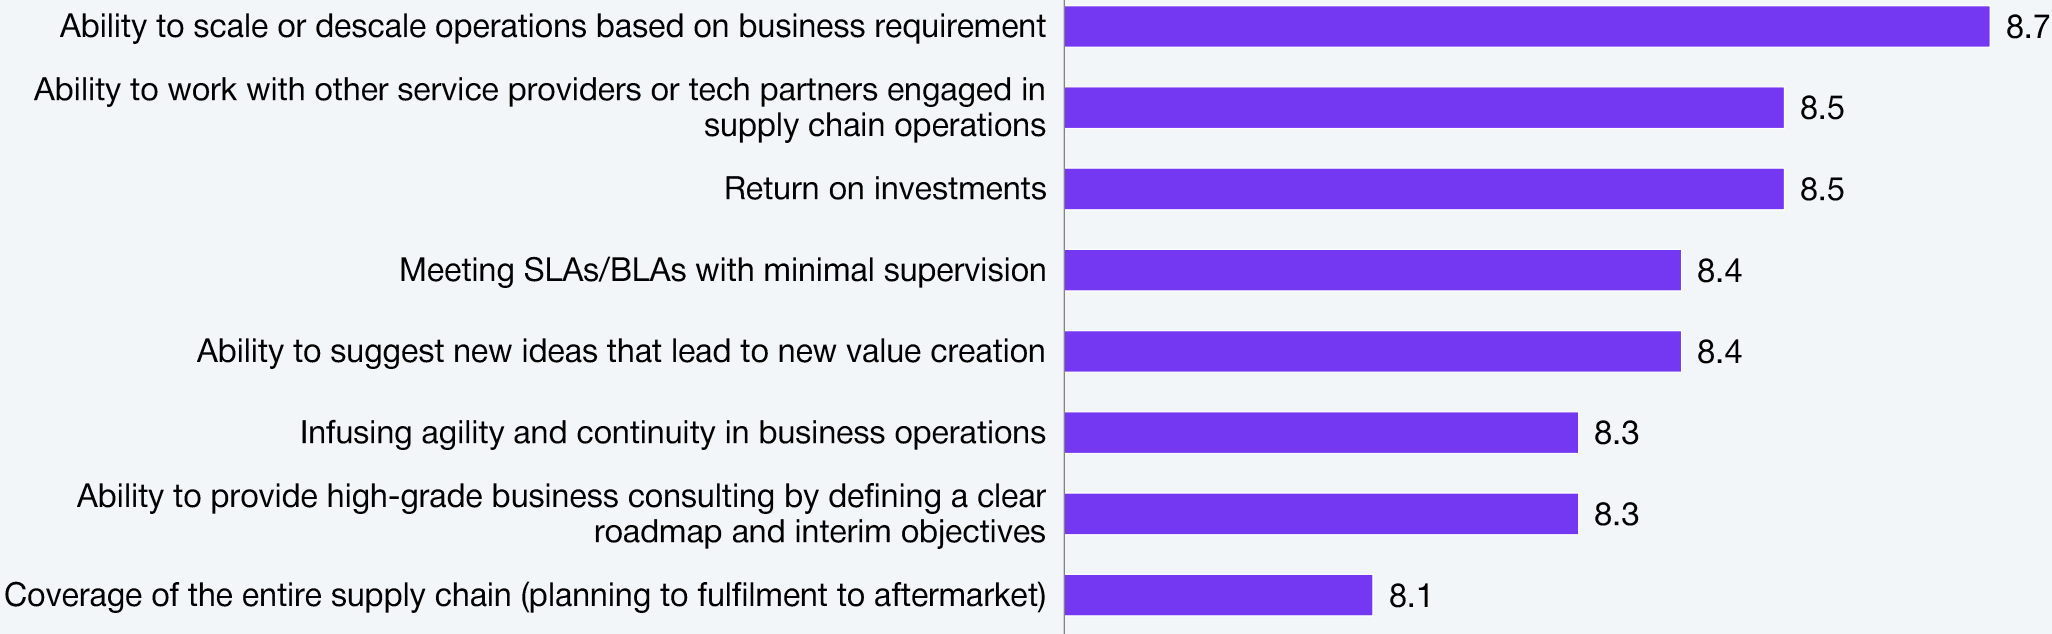 Ability to scale or descale operations based on business requirement 8.7
Ability to work with other service providers or tech partners engaged in
supply chain operations 8.5
Return on investments 8.5
Meeting SLAs/BLAs with minimal supervision 8.4
Ability to suggest new ideas that lead to new value creation 8.4
Infusing agility and continuity in business operations 8.3
Ability to provide high-grade business consulting by defining a clear
roadmap and interim objectives 8.3
Coverage of the entire supply chain (planning to fulfilment to aftermarket) 8.1